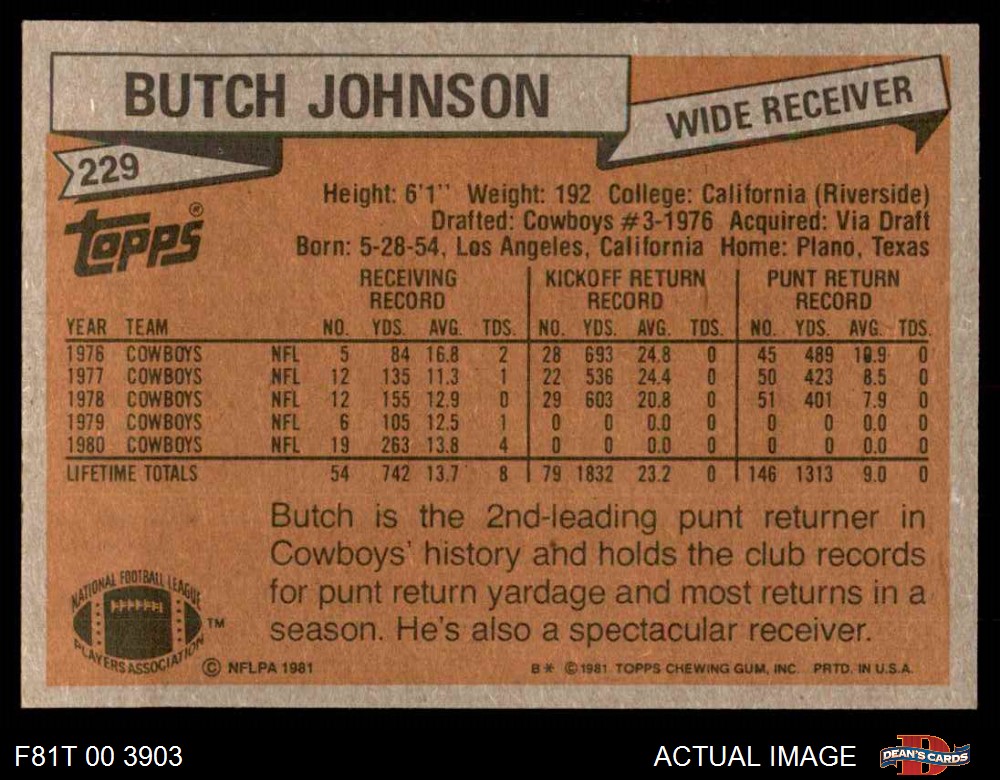 BUTCH JOHNSON
WIDE RECEIVER
229
Topps®
Height: 6'1" Weight: 192 College: California (Riverside)
Drafted: Cowboys #3-1976 Acquired: Via Draft
Born: 5-28-54, Los Angeles, California Home: Plano, Texas
RECEIVING RECORD KICKOFF RETURN RECORD PUNT RETURN RECORD
YEAR TEAM NO. YDS. AVG. TDS. NO. YDS. AVG. TDS. NO. YDS. AVG. TDS.
1976 COWBOYS NFL 5 84 16.8 2 28 693 24.8 0 45 489 10.9 0
1977 COWBOYS NFL 12 135 11.3 1 22 536 24.4 0 50 423 8.5 0
1978 COWBOYS NFL 12 155 12.9 0 29 603 20.8 0 51 401 7.9 0
1979 COWBOYS NFL 6 105 12.5 1 0 0 0.0 0 0 0 0.0 0
1980 COWBOYS NFL 19 263 13.8 4 0 0 0.0 0 0 0 0.0 0
LIFETIME TOTALS 54 742 13.7 8 79 1832 23.2 0 146 1313 9.0 0
Butch is the 2nd-leading punt returner in
Cowboys' history and holds the club records
for punt return yardage and most returns in a
season. He's also a spectacular receiver.
NATIONAL FOOTBALL LEAGUE
PLAYERS ASSOCIATION
TM
© NFLPA 1981
B* © 1981 TOPPS CHEWING GUM, INC. PRTD. IN U.S.A.
F81T 00 3903
ACTUAL IMAGE
DEAN'S CARDS